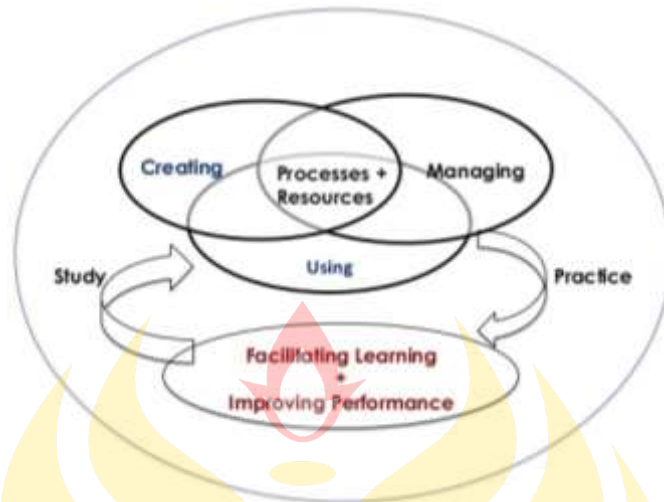 Creating
Processes +
Resources
Managing
Using
Study
Practice
Facilitating Learning
+
Improving Performance